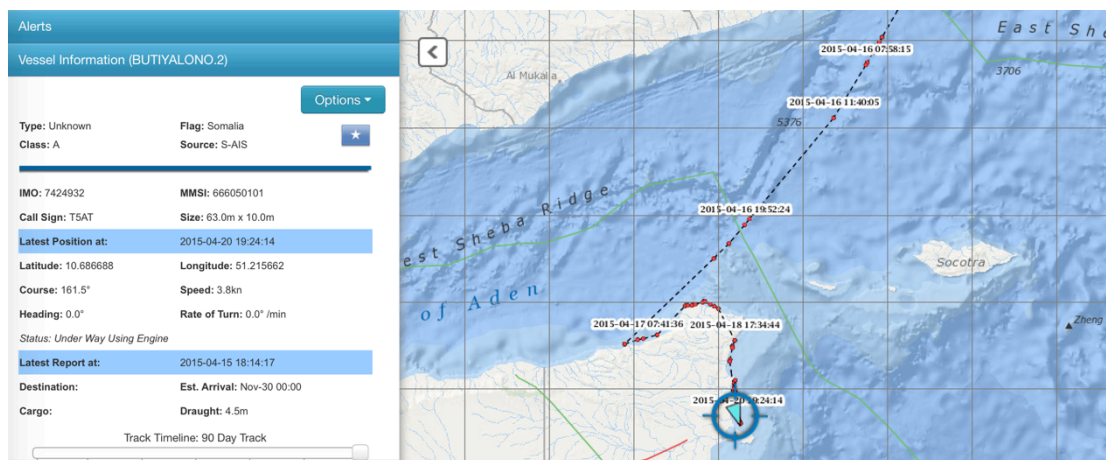 Alerts
Vessel Information (BUTIYALONO.2)
Options
Type: Unknown Flag: Somalia
Class: A Source: S-AIS
IMO: 7424932 MMSI: 666050101
Call Sign: T5AT Size: 63.0m x 10.0m
Latest Position at: 2015-04-20 19:24:14
Latitude: 10.686688 Longitude: 51.215662
Course: 161.5° Speed: 3.8kn
Heading: 0.0° Rate of Turn: 0.0° /min
Status: Under Way Using Engine
Latest Report at: 2015-04-15 18:14:17
Destination: Est. Arrival: Nov-30 00:00
Cargo: Draught: 4.5m
Track Timeline: 90 Day Track
East She
2015-04-16 07:58:15
3706
Al Mukalla
2015-04-16 11:40:05
5376
2015-04-16 19:52:24
est Sheba Ridge
Socotra
of Aden
Zheng
2015-04-17 07:41:36 2015-04-18 17:34:44
2015-04-20 19:24:14